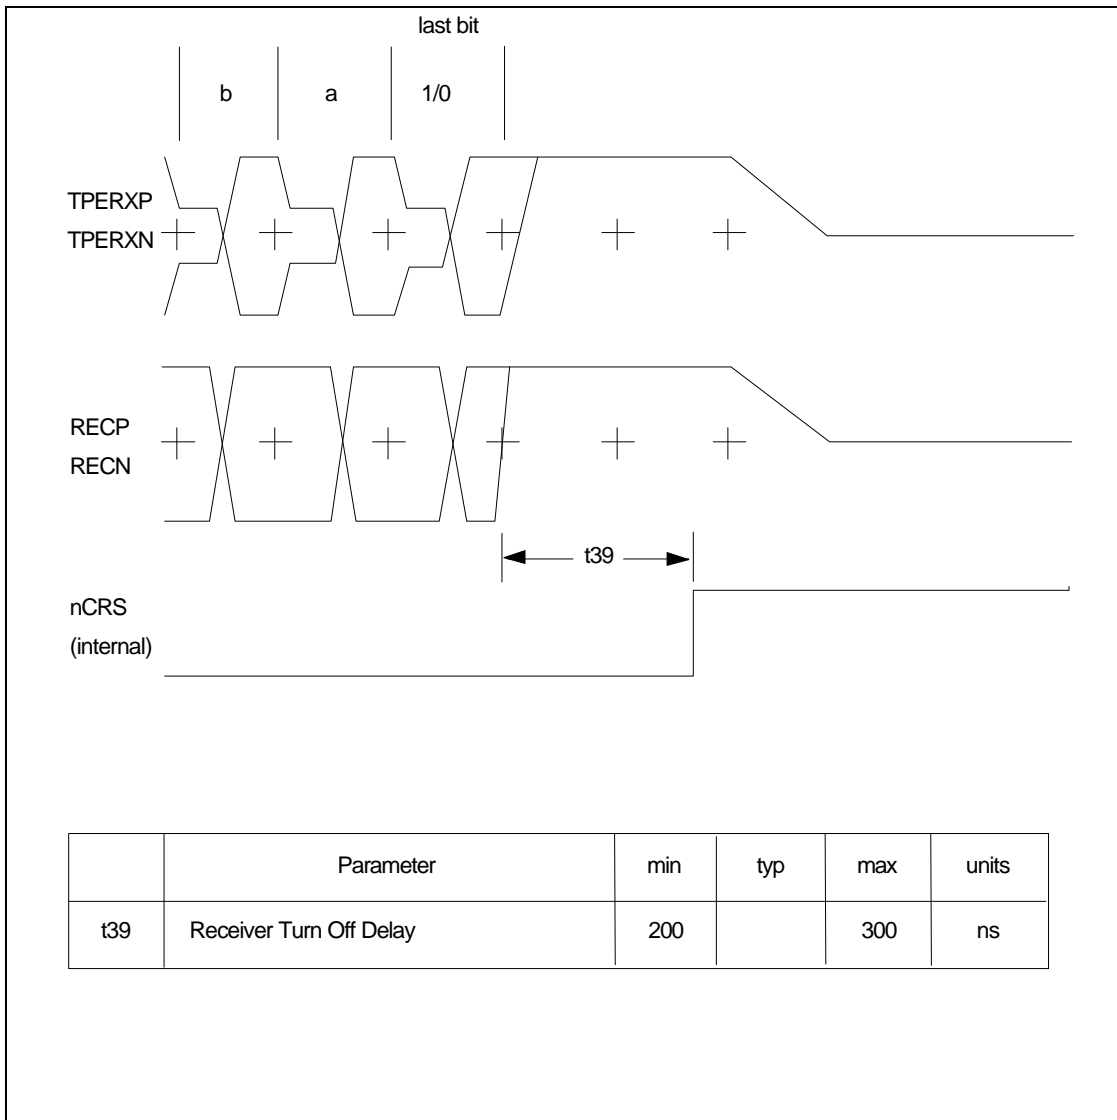 last bit
b a 1/0
TPERXP
TPERXN
RECP
RECN
t39
nCRS
(internal)
Parameter min typ max units
t39 Receiver Turn Off Delay 200 300 ns